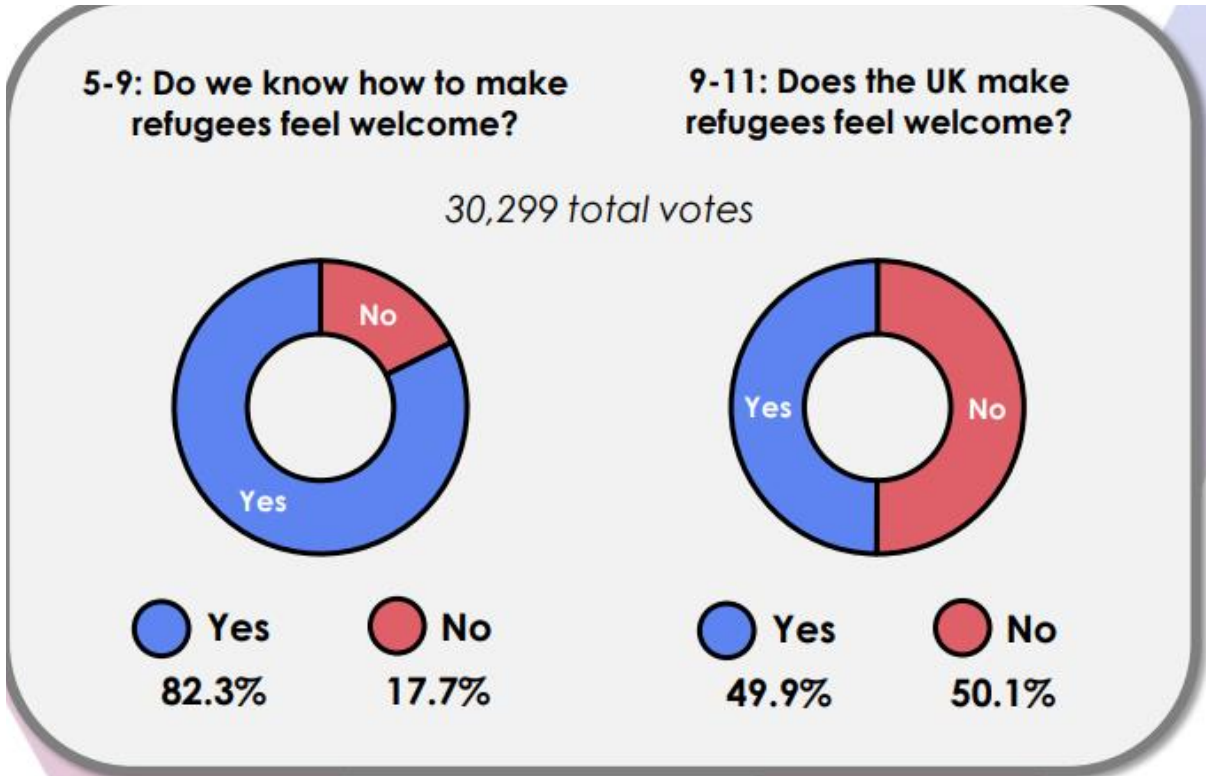 5-9: Do we know how to make
refugees feel welcome?
9-11: Does the UK make
refugees feel welcome?
30,299 total votes
No
Yes
Yes
No
Yes
No
82.3%
17.7%
Yes
No
49.9%
50.1%